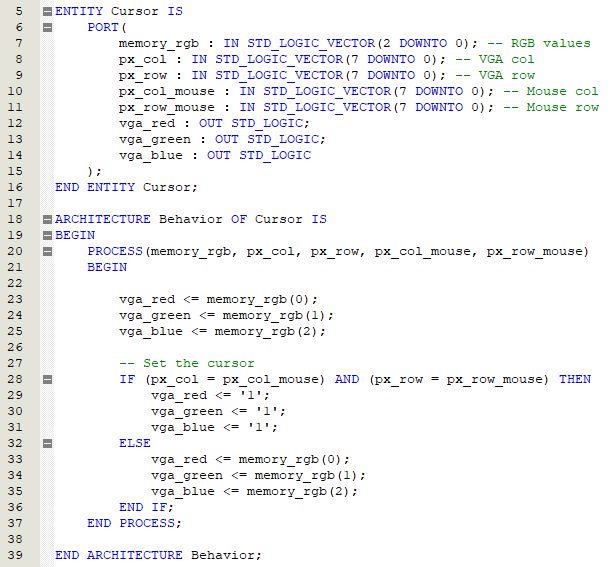 5 ENTITY Cursor IS
6 PORT(
7 memory_rgb : IN STD_LOGIC_VECTOR(2 DOWNTO 0); -- RGB values
8 px_col : IN STD_LOGIC_VECTOR(7 DOWNTO 0); -- VGA col
9 px_row : IN STD_LOGIC_VECTOR(7 DOWNTO 0); -- VGA row
10 px_col_mouse : IN STD_LOGIC_VECTOR(7 DOWNTO 0); -- Mouse col
11 px_row_mouse : IN STD_LOGIC_VECTOR(7 DOWNTO 0); -- Mouse row
12 vga_red : OUT STD_LOGIC;
13 vga_green : OUT STD_LOGIC;
14 vga_blue : OUT STD_LOGIC
15 );
16 END ENTITY Cursor;
17
18 ARCHITECTURE Behavior OF Cursor IS
19 BEGIN
20 PROCESS(memory_rgb, px_col, px_row, px_col_mouse, px_row_mouse)
21 BEGIN
22
23 vga_red <= memory_rgb(0);
24 vga_green <= memory_rgb(1);
25 vga_blue <= memory_rgb(2);
26
27 -- Set the cursor
28 IF (px_col = px_col_mouse) AND (px_row = px_row_mouse) THEN
29 vga_red <= '1';
30 vga_green <= '1';
31 vga_blue <= '1';
32 ELSE
33 vga_red <= memory_rgb(0);
34 vga_green <= memory_rgb(1);
35 vga_blue <= memory_rgb(2);
36 END IF;
37 END PROCESS;
38
39 END ARCHITECTURE Behavior;